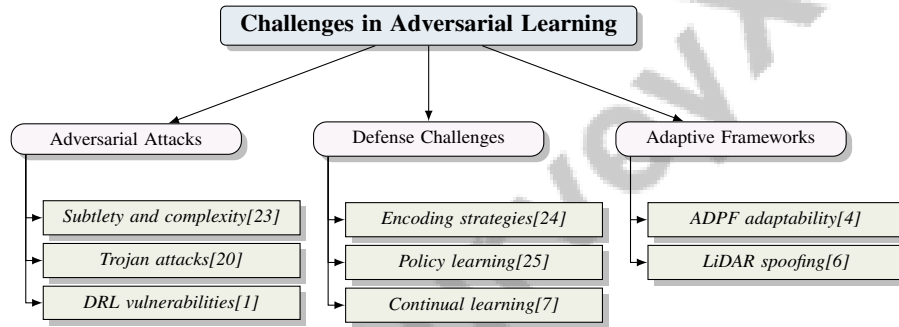 Challenges in Adversarial Learning
Adversarial Attacks
Subtlety and complexity[23]
Trojan attacks[20]
DRL vulnerabilities[1]
Defense Challenges
Encoding strategies[24]
Policy learning[25]
Continual learning[7]
Adaptive Frameworks
ADPF adaptability[4]
LiDAR spoofing[6]